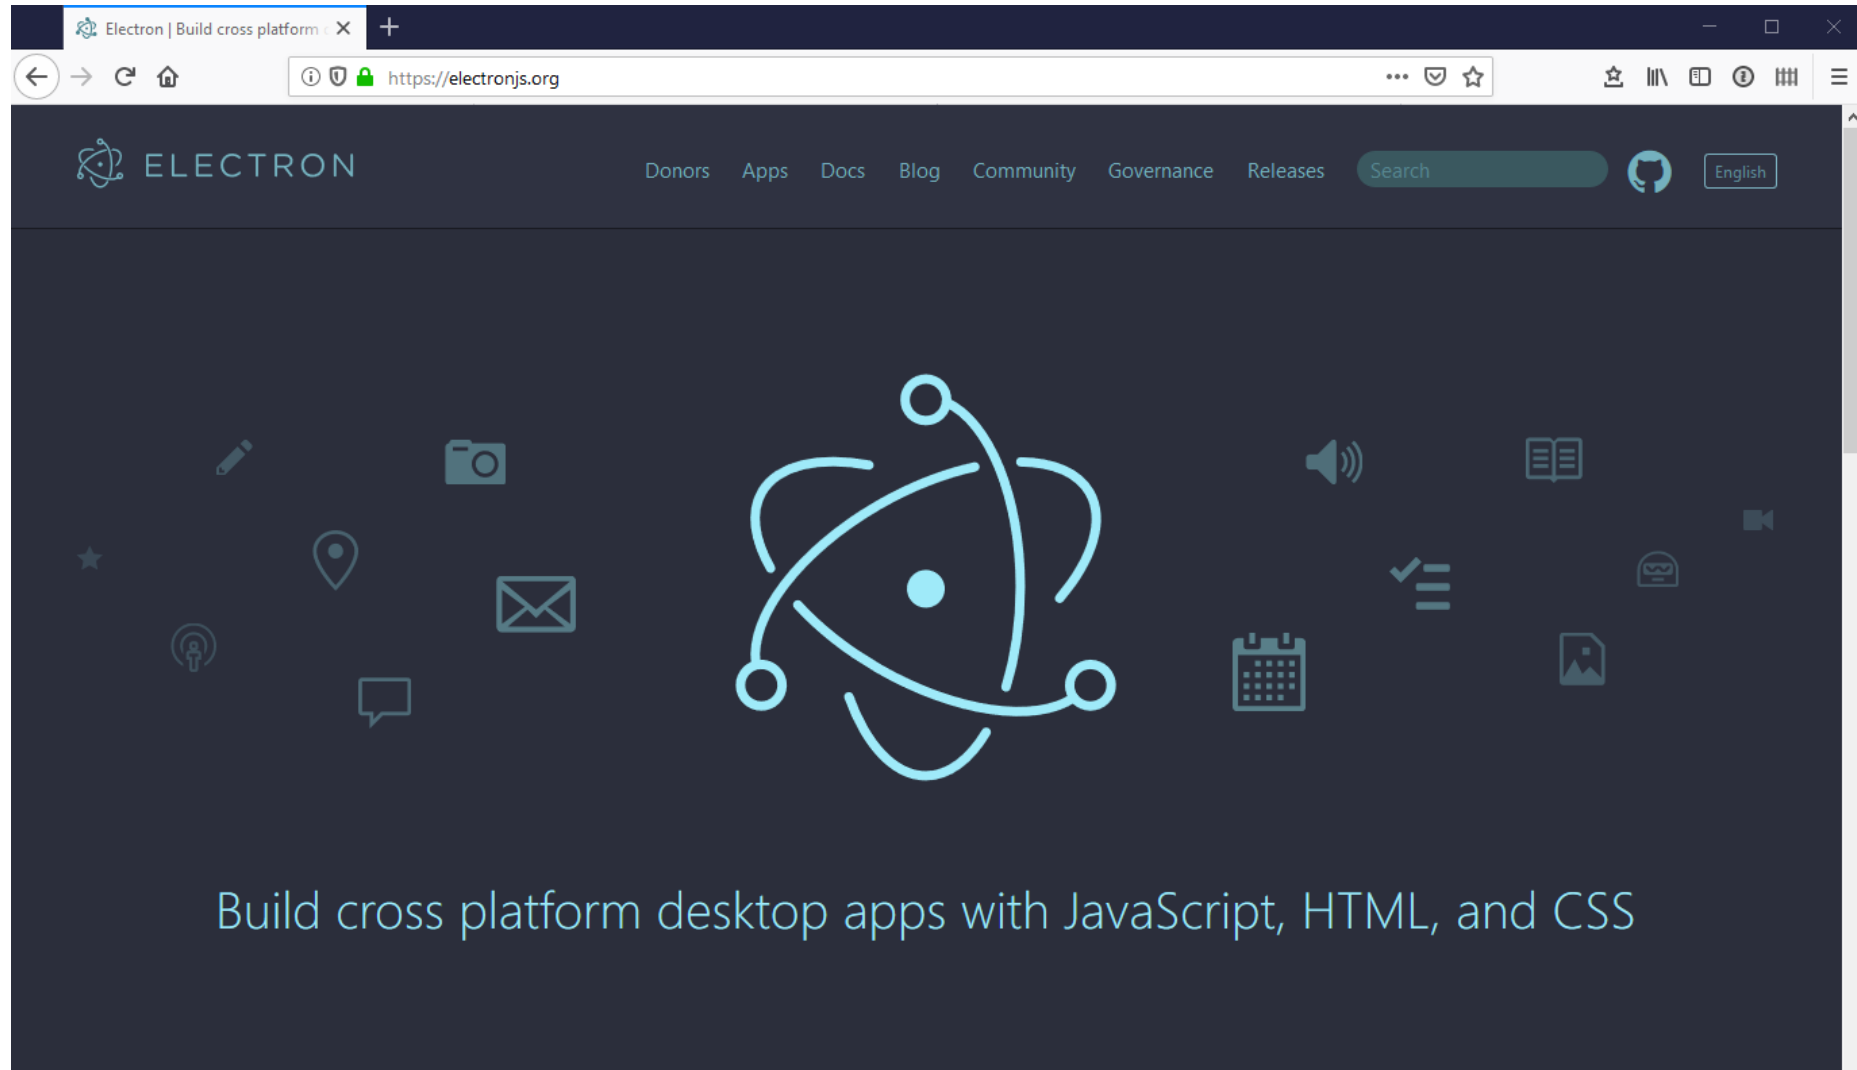 Electron | Build cross platform
https://electronjs.org
ELECTRON
Donors Apps Docs Blog Community Governance Releases Search English
Build cross platform desktop apps with JavaScript, HTML, and CSS